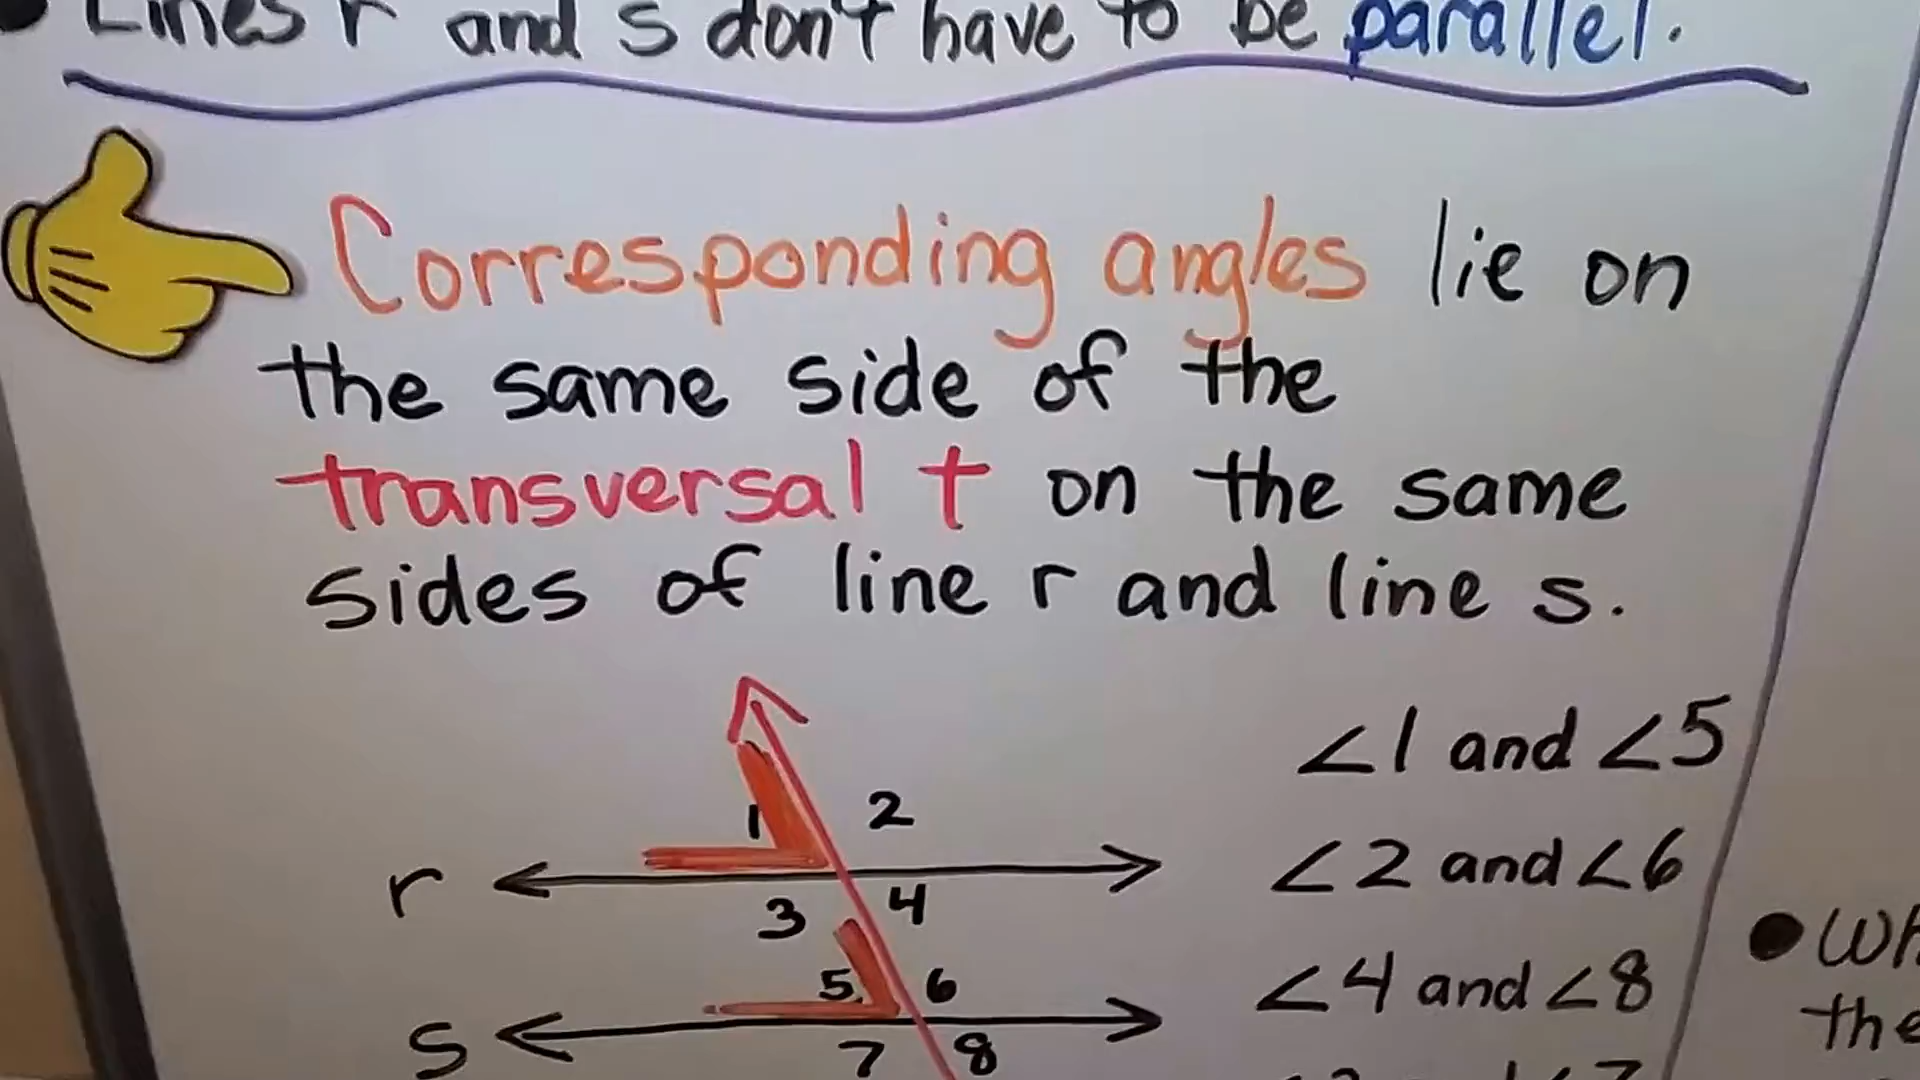 Lines r and s don't have to be parallel.
Corresponding angles lie on
the same side of the
transversal t on the same
sides of line r and line s.
∠1 and ∠5
1 2
∠2 and ∠6
r
3 4
∠4 and ∠8
5 6
s
7 8
the